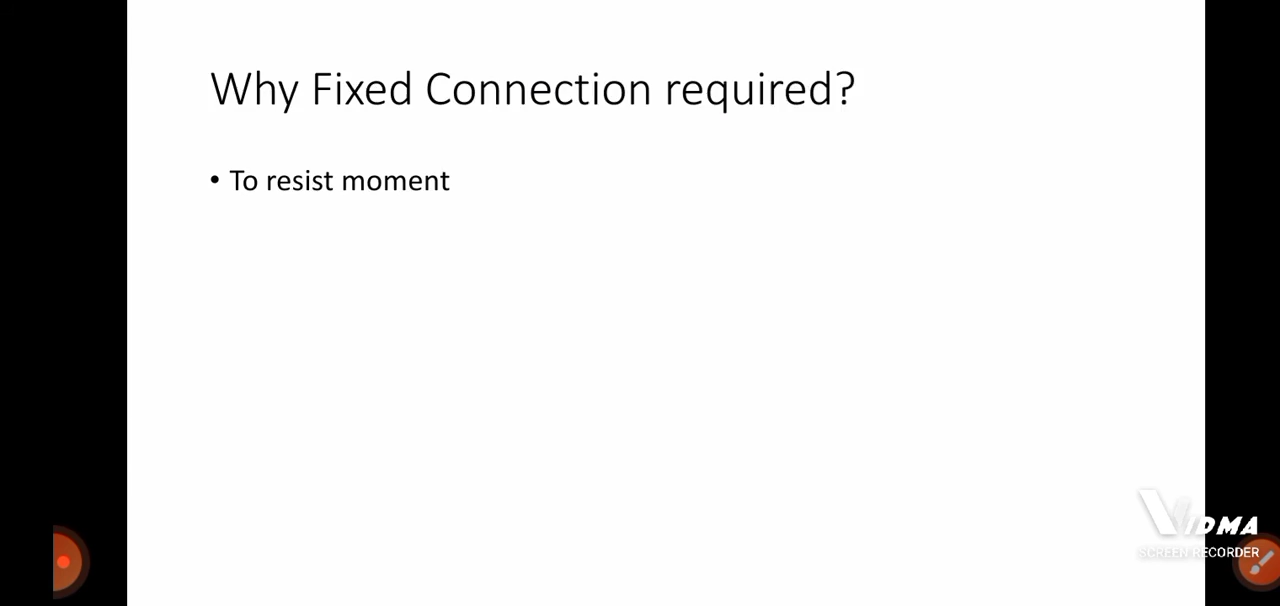 Why Fixed Connection required?
• To resist moment
VIDMA
SCREEN RECORDER